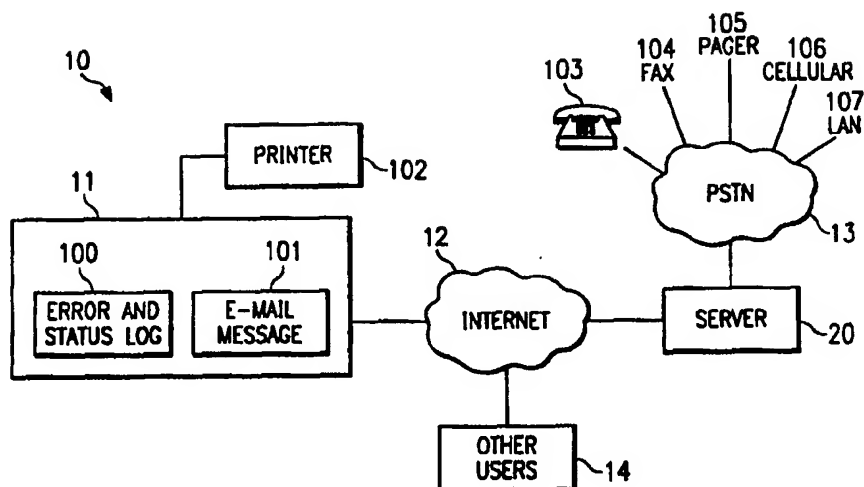 10
103
104
FAX
105
PAGER
106
CELLULAR
107
LAN
PRINTER
102
PSTN
13
11
100
101
ERROR AND
STATUS LOG
E-MAIL
MESSAGE
12
INTERNET
SERVER
20
OTHER
USERS
14